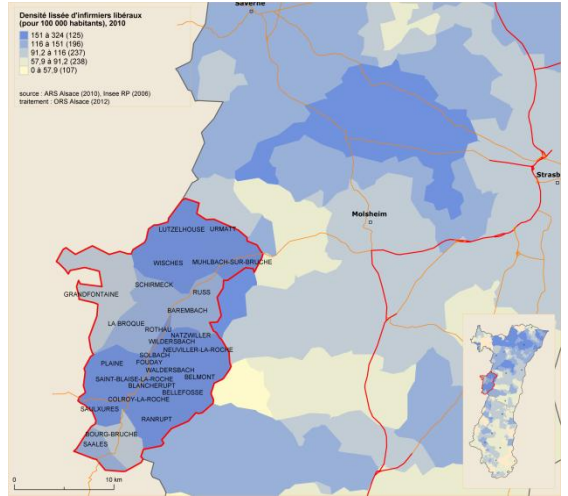 Densité lissée d'infirmiers libéraux
(pour 100 000 habitants), 2010
151 à 324 (125)
116 à 151 (196)
91,2 à 116 (237)
57,9 à 91,2 (238)
0 à 57,9 (107)
source : ARS Alsace (2010), Insee RP (2006)
traitement : ORS Alsace (2012)
Saverne
Strasb
Molsheim
LUTZELHOUSE
URMATT
WISCHES
MUHLBACH-SUR-BRUCHE
SCHIRMECK
GRANDFONTAINE
RUSS
BAREMBACH
LA BROQUE
ROTHAU
NATZWILLER
WILDERSBACH
NEUVILLER-LA-ROCHE
SOLBACH
PLAINE
FOUDAY
WALDERSBACH
SAINT-BLAISE-LA-ROCHE
BELMONT
BLANCHERUPT
BELLEFOSSE
COLROY-LA-ROCHE
SAULXURES
RANRUPT
BOURG-BRUCHE
SAALES
0
10 km